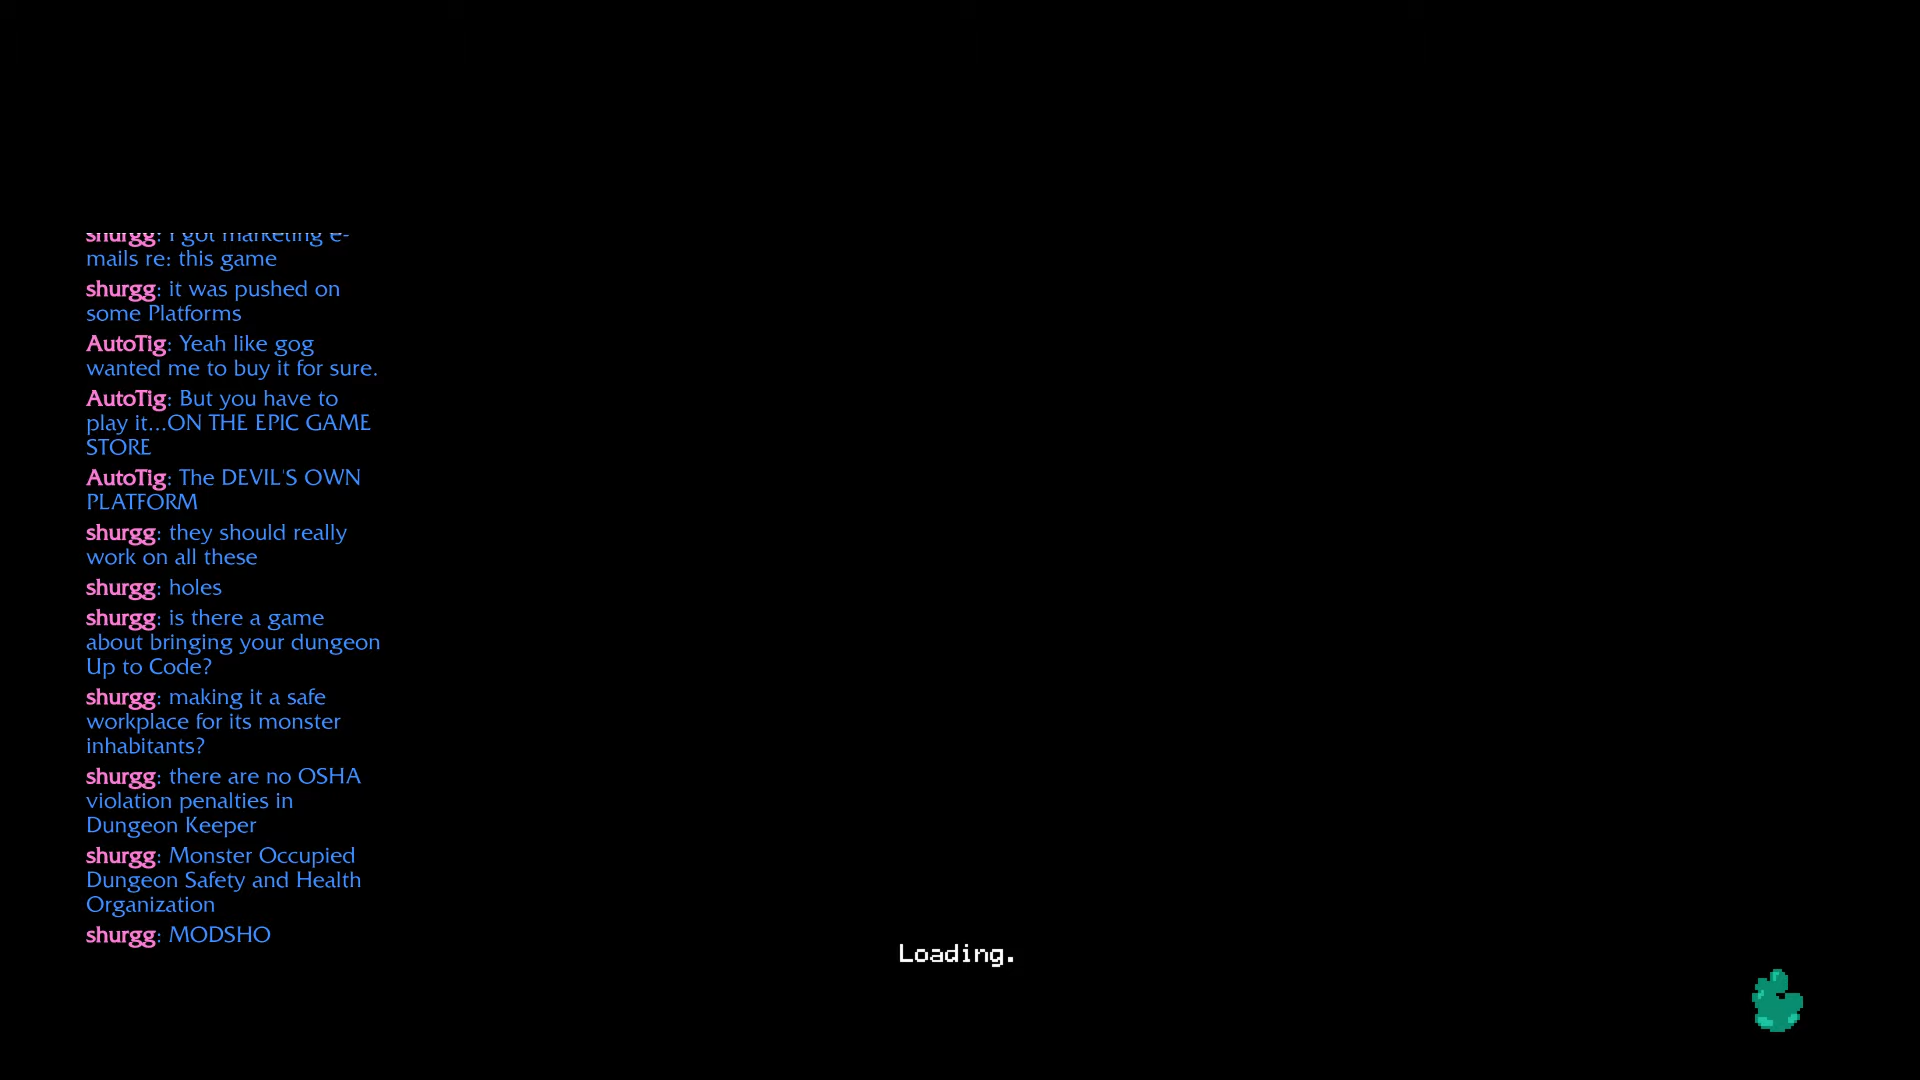 shurgg: I got marketing e-
mails re: this game
shurgg: it was pushed on
some Platforms
AutoTig: Yeah like gog
wanted me to buy it for sure.
AutoTig: But you have to
play it...ON THE EPIC GAME
STORE
AutoTig: The DEVIL'S OWN
PLATFORM
shurgg: they should really
work on all these
shurgg: holes
shurgg: is there a game
about bringing your dungeon
Up to Code?
shurgg: making it a safe
workplace for its monster
inhabitants?
shurgg: there are no OSHA
violation penalties in
Dungeon Keeper
shurgg: Monster Occupied
Dungeon Safety and Health
Organization
shurgg: MODSHO
Loading.